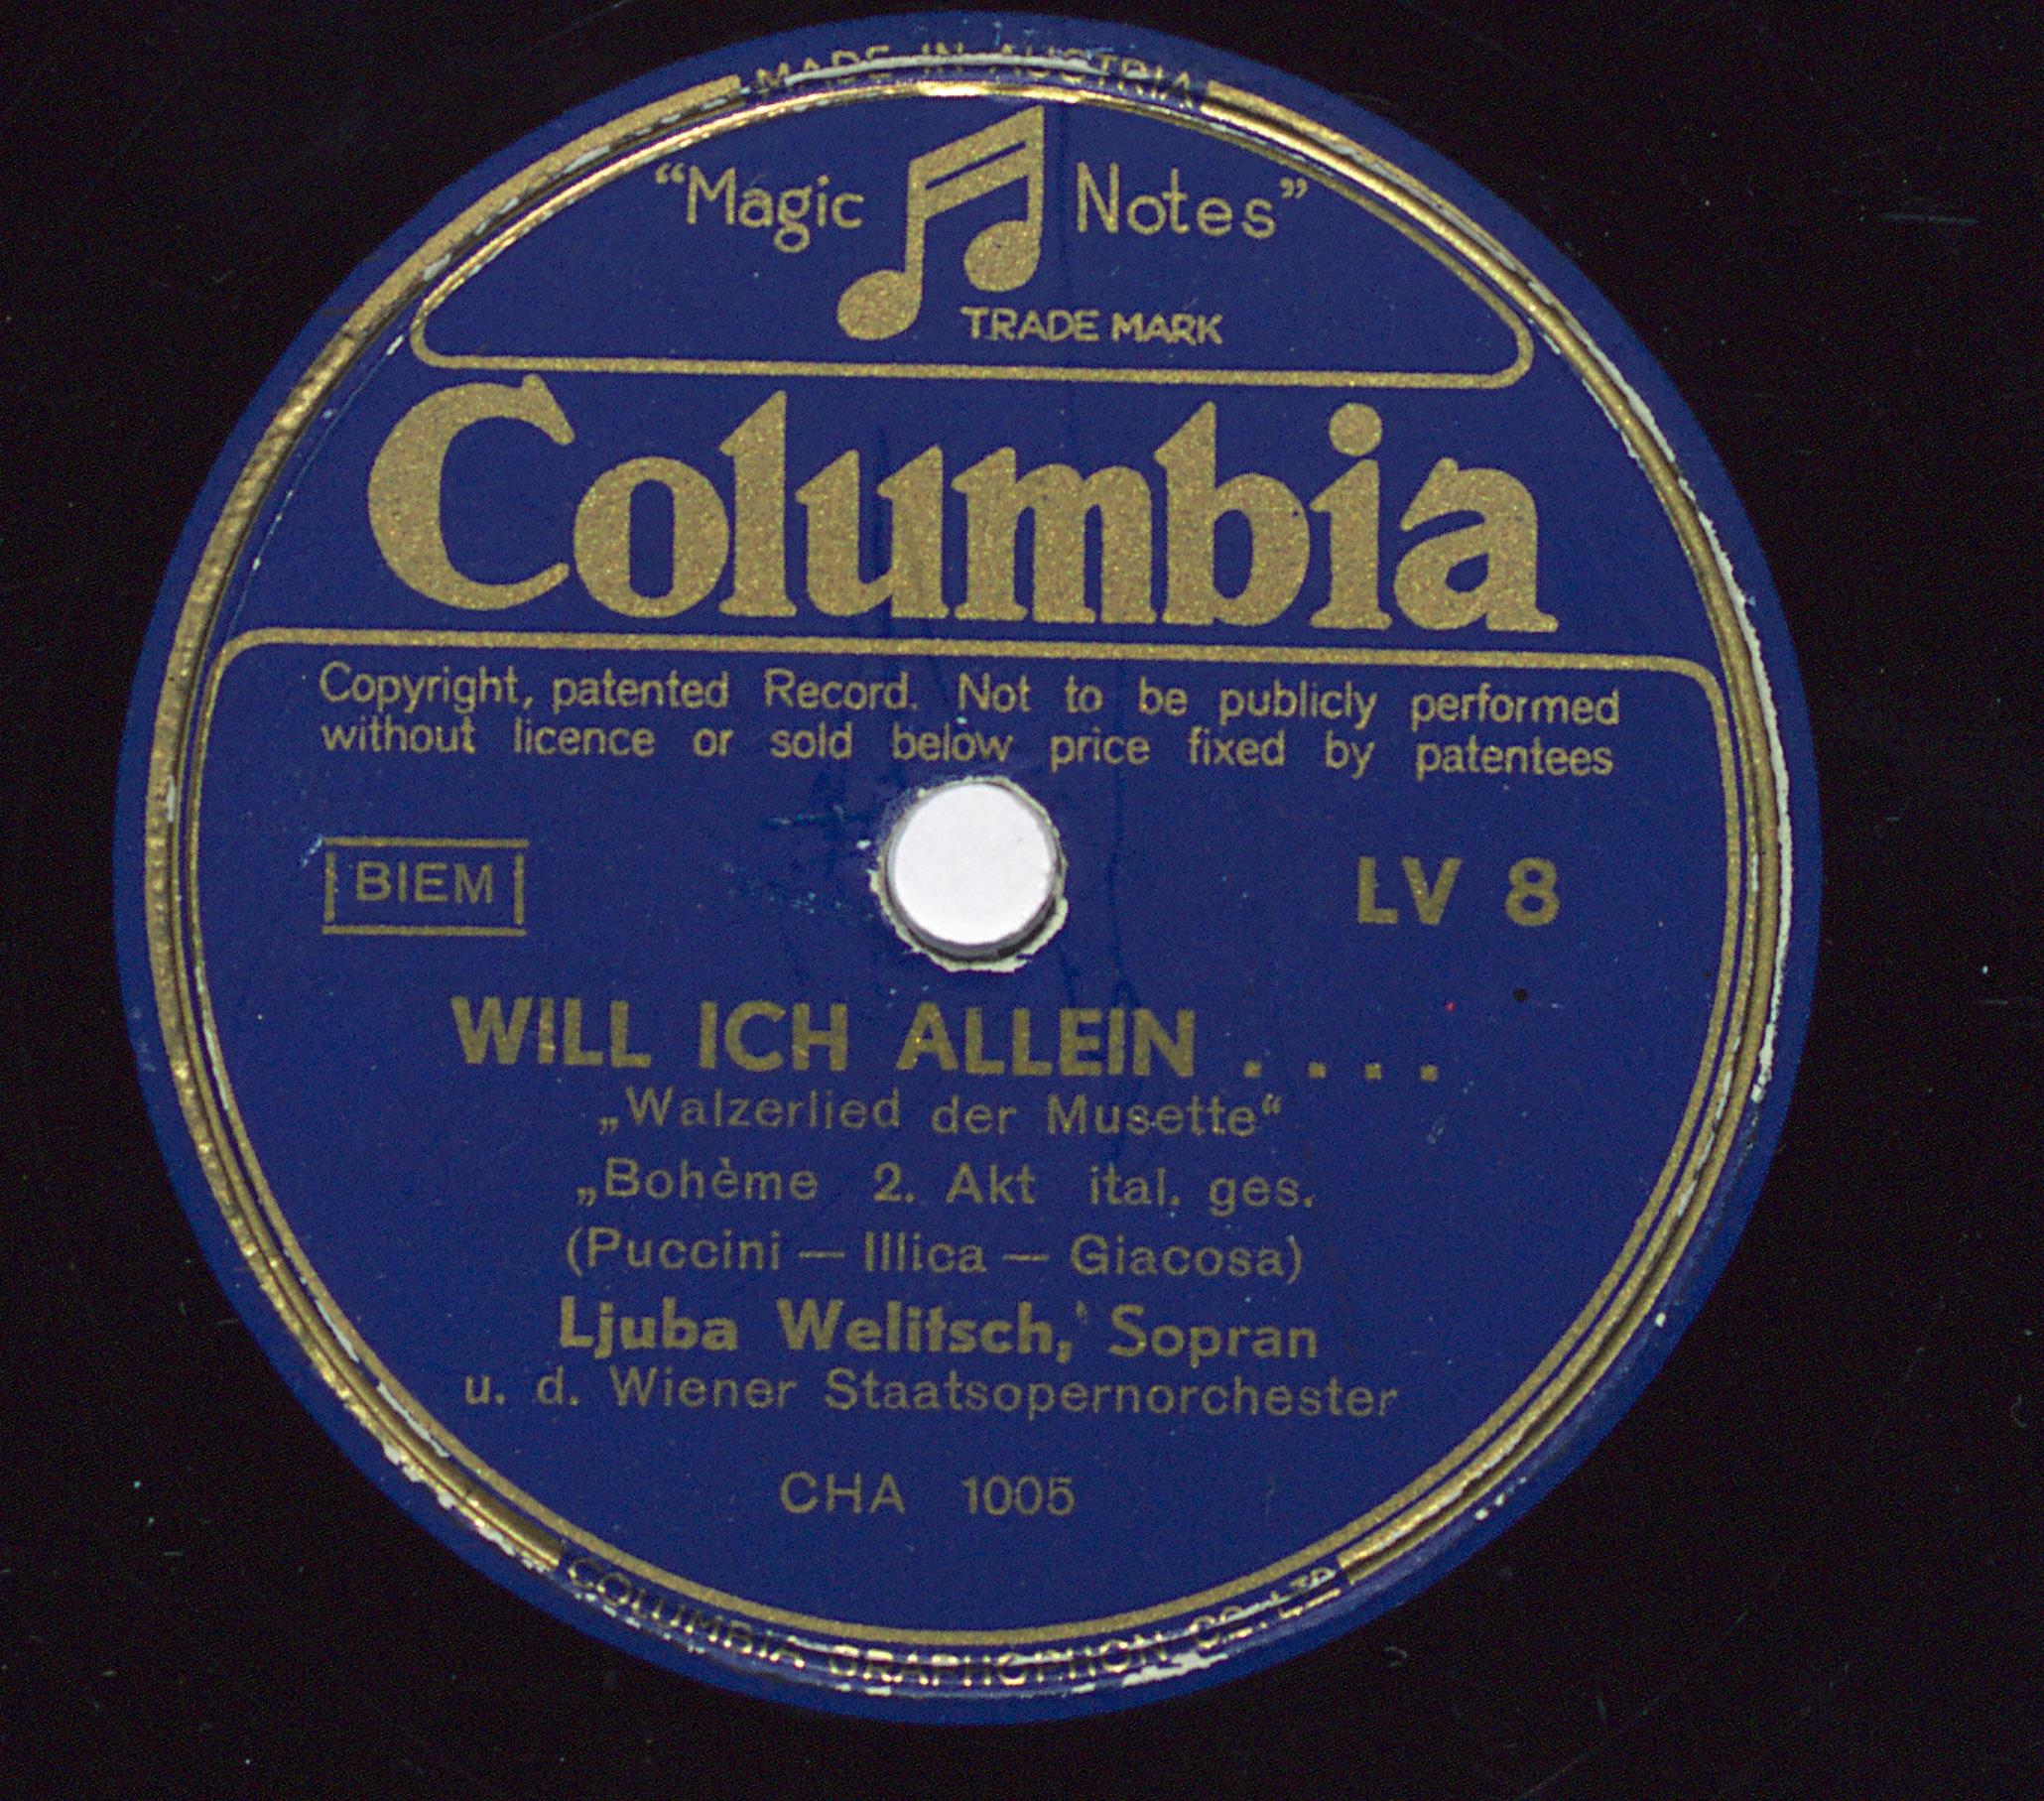 MADE IN AUSTRIA
“Magic Notes”
TRADE MARK
Columbia
Copyright, patented Record. Not to be publicly performed
without licence or sold below price fixed by patentees
BIEM
LV 8
WILL ICH ALLEIN . . . .
„Walzerlied der Musette“
„Bohème 2. Akt ital. ges.
(Puccini — Illica — Giacosa)
Ljuba Welitsch, Sopran
u. d. Wiener Staatsopernorchester
CHA 1005
COLUMBIA GRAPHOPHON CO. LTD